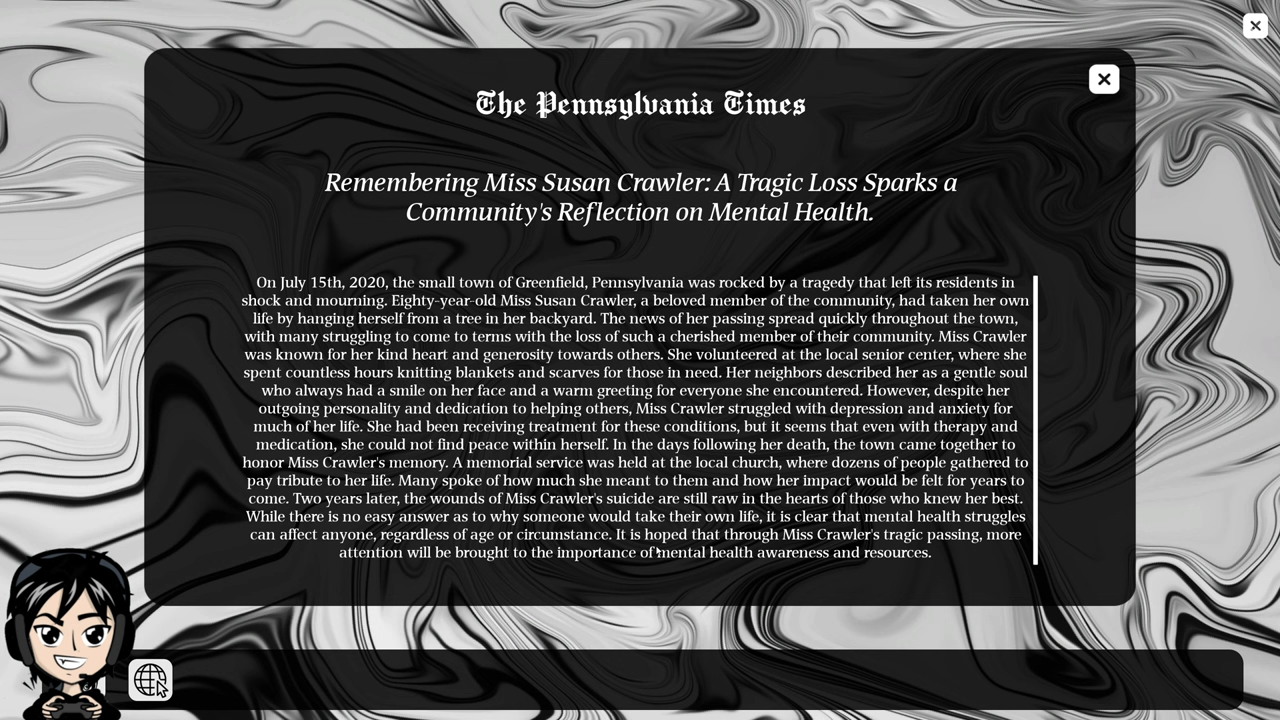 The Pennsylvania Times
Remembering Miss Susan Crawler: A Tragic Loss Sparks a
Community's Reflection on Mental Health.
On July 15th, 2020, the small town of Greenfield, Pennsylvania was rocked by a tragedy that left its residents in
shock and mourning. Eighty-year-old Miss Susan Crawler, a beloved member of the community, had taken her own
life by hanging herself from a tree in her backyard. The news of her passing spread quickly throughout the town,
with many struggling to come to terms with the loss of such a cherished member of their community. Miss Crawler
was known for her kind heart and generosity towards others. She volunteered at the local senior center, where she
spent countless hours knitting blankets and scarves for those in need. Her neighbors described her as a gentle soul
who always had a smile on her face and a warm greeting for everyone she encountered. However, despite her
outgoing personality and dedication to helping others, Miss Crawler struggled with depression and anxiety for
much of her life. She had been receiving treatment for these conditions, but it seems that even with therapy and
medication, she could not find peace within herself. In the days following her death, the town came together to
honor Miss Crawler's memory. A memorial service was held at the local church, where dozens of people gathered to
pay tribute to her life. Many spoke of how much she meant to them and how her impact would be felt for years to
come. Two years later, the wounds of Miss Crawler's suicide are still raw in the hearts of those who knew her best.
While there is no easy answer as to why someone would take their own life, it is clear that mental health struggles
can affect anyone, regardless of age or circumstance. It is hoped that through Miss Crawler's tragic passing, more
attention will be brought to the importance of mental health awareness and resources.